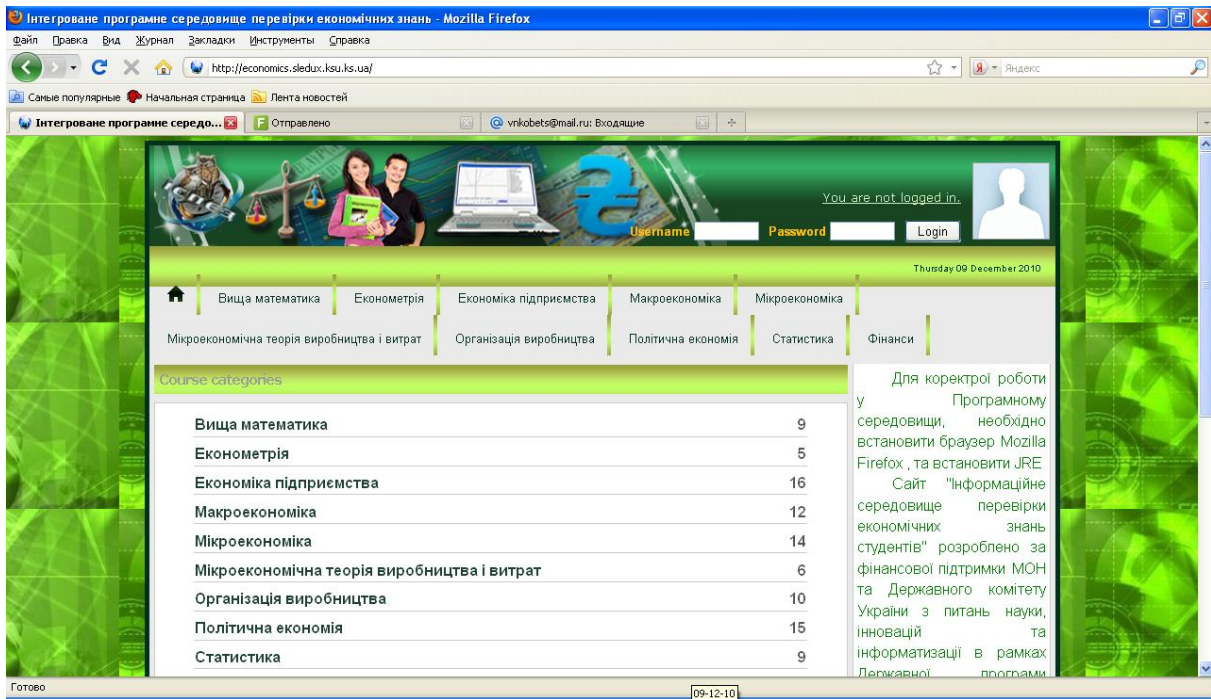 Інтегроване програмне середовище перевірки економічних знань - Mozilla Firefox
Файл Правка Вид Журнал Закладки Инструменты Справка
http://economics.sledux.ksu.ks.ua/
Яндекс
Самые популярные Начальная страница Лента новостей
Інтегроване програмне середо... Отправлено vnkobets@mail.ru: Входящие
You are not logged in.
Username Password Login
Thursday 09 December 2010
Вища математика Економетрія Економіка підприємства Макроекономіка Мікроекономіка
Мікроекономічна теорія виробництва і витрат Організація виробництва Політична економія Статистика Фінанси
Course categories
Вища математика 9
Економетрія 5
Економіка підприємства 16
Макроекономіка 12
Мікроекономіка 14
Мікроекономічна теорія виробництва і витрат 6
Організація виробництва 10
Політична економія 15
Статистика 9
Для коректрої роботи
у Програмному
середовищи, необхідно
встановити браузер Mozilla
Firefox , та встановити JRE
Сайт "Інформаційне
середовище перевірки
економічних знань
студентів" розроблено за
фінансової підтримки МОН
та Державного комітету
України з питань науки,
інновацій та
інформатизації в рамках
Державної програми
Готово
09-12-10